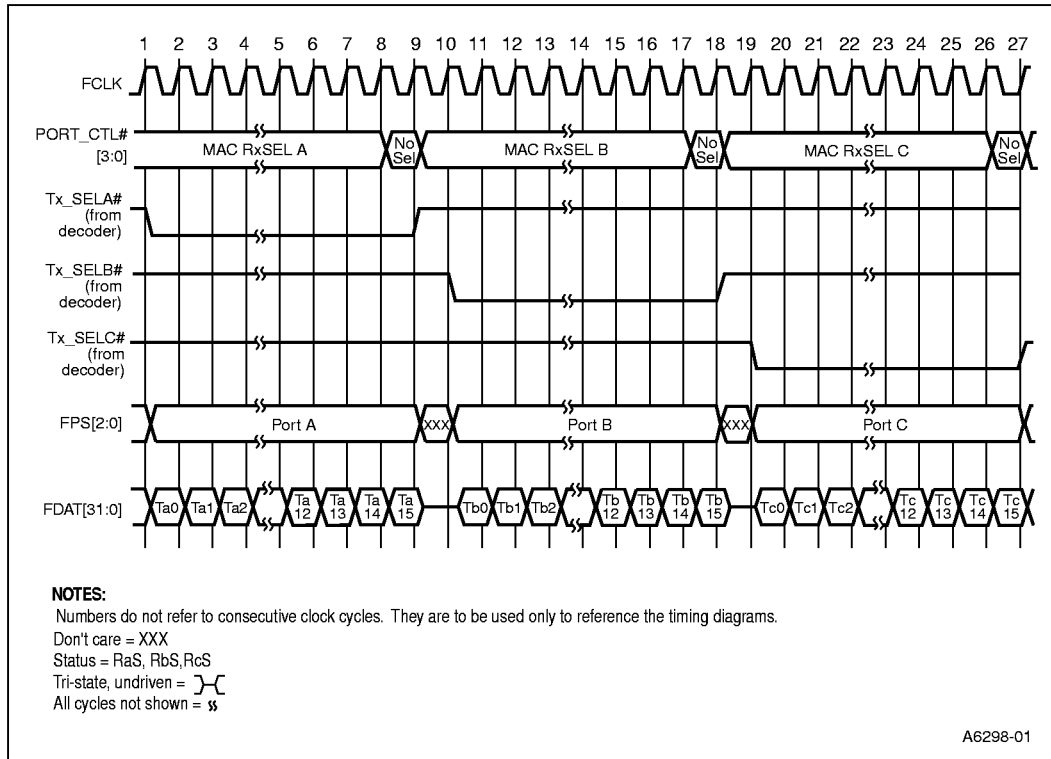 1 2 3 4 5 6 7 8 9 10 11 12 13 14 15 16 17 18 19 20 21 22 23 24 25 26 27
FCLK
PORT_CTL#
[3:0]
MAC RxSEL A
No
Sel
MAC RxSEL B
No
Sel
MAC RxSEL C
No
Sel
Tx_SELA#
(from
decoder)
Tx_SELB#
(from
decoder)
Tx_SELC#
(from
decoder)
FPS[2:0]
Port A
XXX
Port B
XXX
Port C
FDAT[31:0]
Ta0
Ta1
Ta2
Ta
12
Ta
13
Ta
14
Ta
15
Tb0
Tb1
Tb2
Tb
12
Tb
13
Tb
14
Tb
15
Tc0
Tc1
Tc2
Tc
12
Tc
13
Tc
14
Tc
15
NOTES:
Numbers do not refer to consecutive clock cycles. They are to be used only to reference the timing diagrams.
Don't care = XXX
Status = RaS, RbS,RcS
Tri-state, undriven =
All cycles not shown =
A6298-01